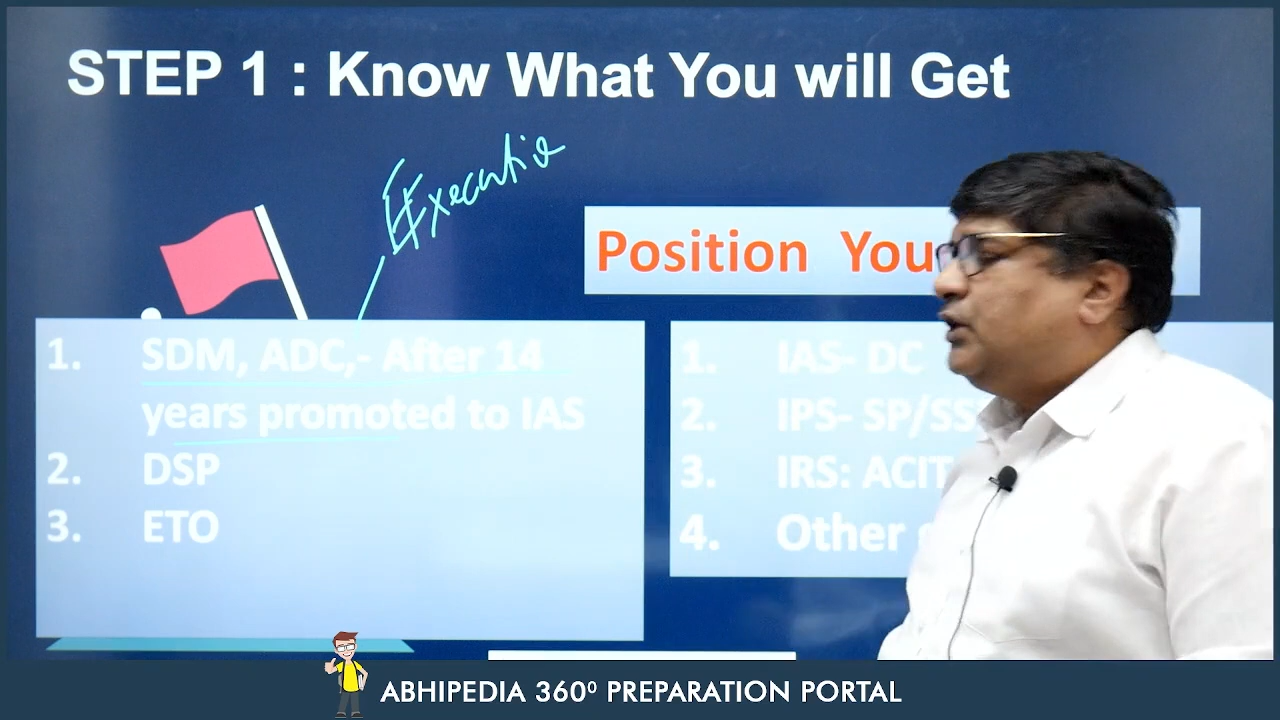 STEP 1 : Know What You will Get
Executive
Position You
1. SDM, ADC,- After 14
years promoted to IAS
2. DSP
3. ETO
1. IAS- DC
2. IPS- SP/SS
3. IRS: ACIT
4. Other
ABHIPEDIA 360⁰ PREPARATION PORTAL